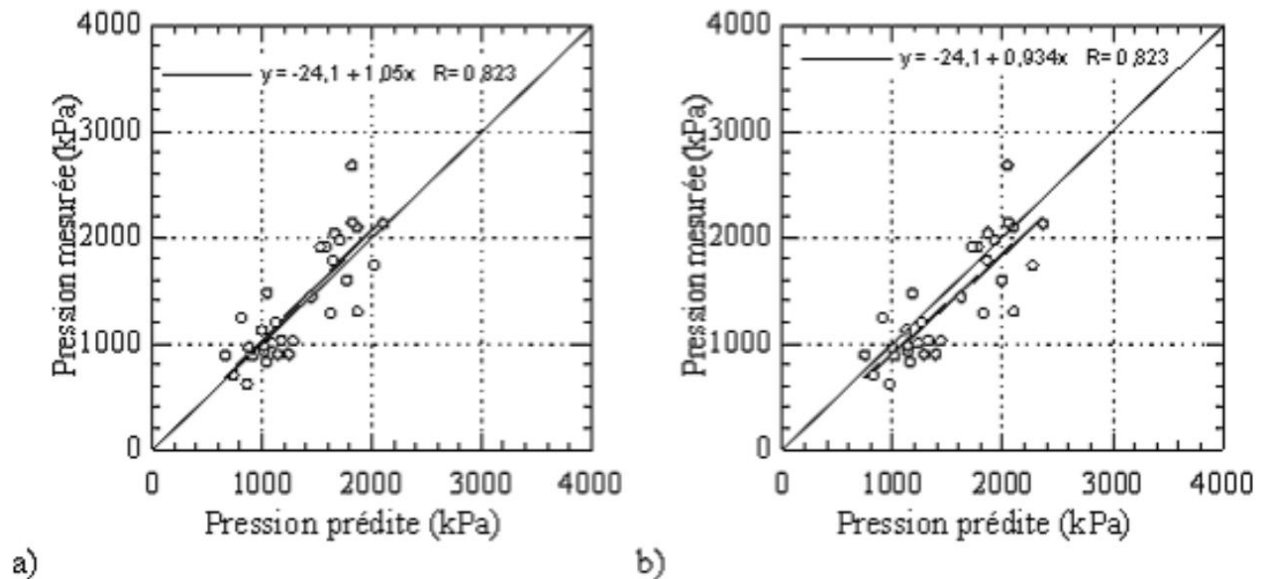 4000
3000
2000
1000
0
Pression mesurée (kPa)
y = -24,1 + 1,05x R= 0,823
0 1000 2000 3000 4000
Pression prédite (kPa)
a)
4000
3000
2000
1000
0
Pression mesurée (kPa)
y = -24,1 + 0,934x R= 0,823
0 1000 2000 3000 4000
Pression prédite (kPa)
b)